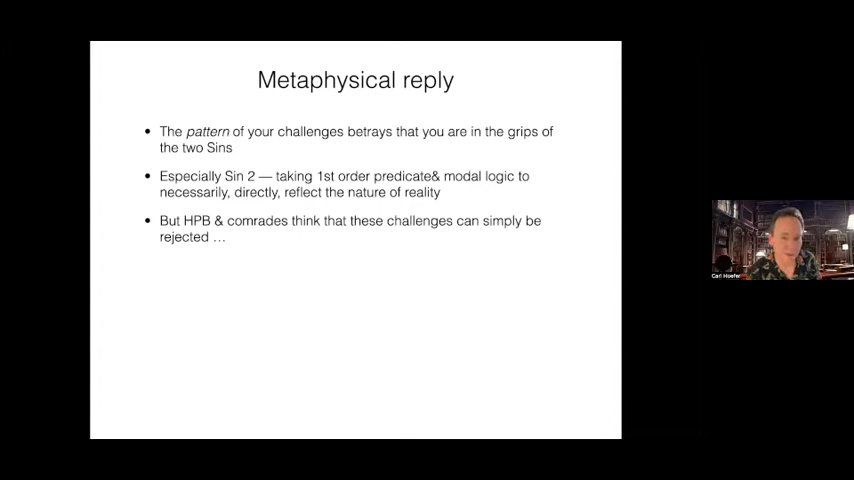 Metaphysical reply
• The pattern of your challenges betrays that you are in the grips of
the two Sins
• Especially Sin 2 — taking 1st order predicate& modal logic to
necessarily, directly, reflect the nature of reality
• But HPB & comrades think that these challenges can simply be
rejected …
Carl Hoefer